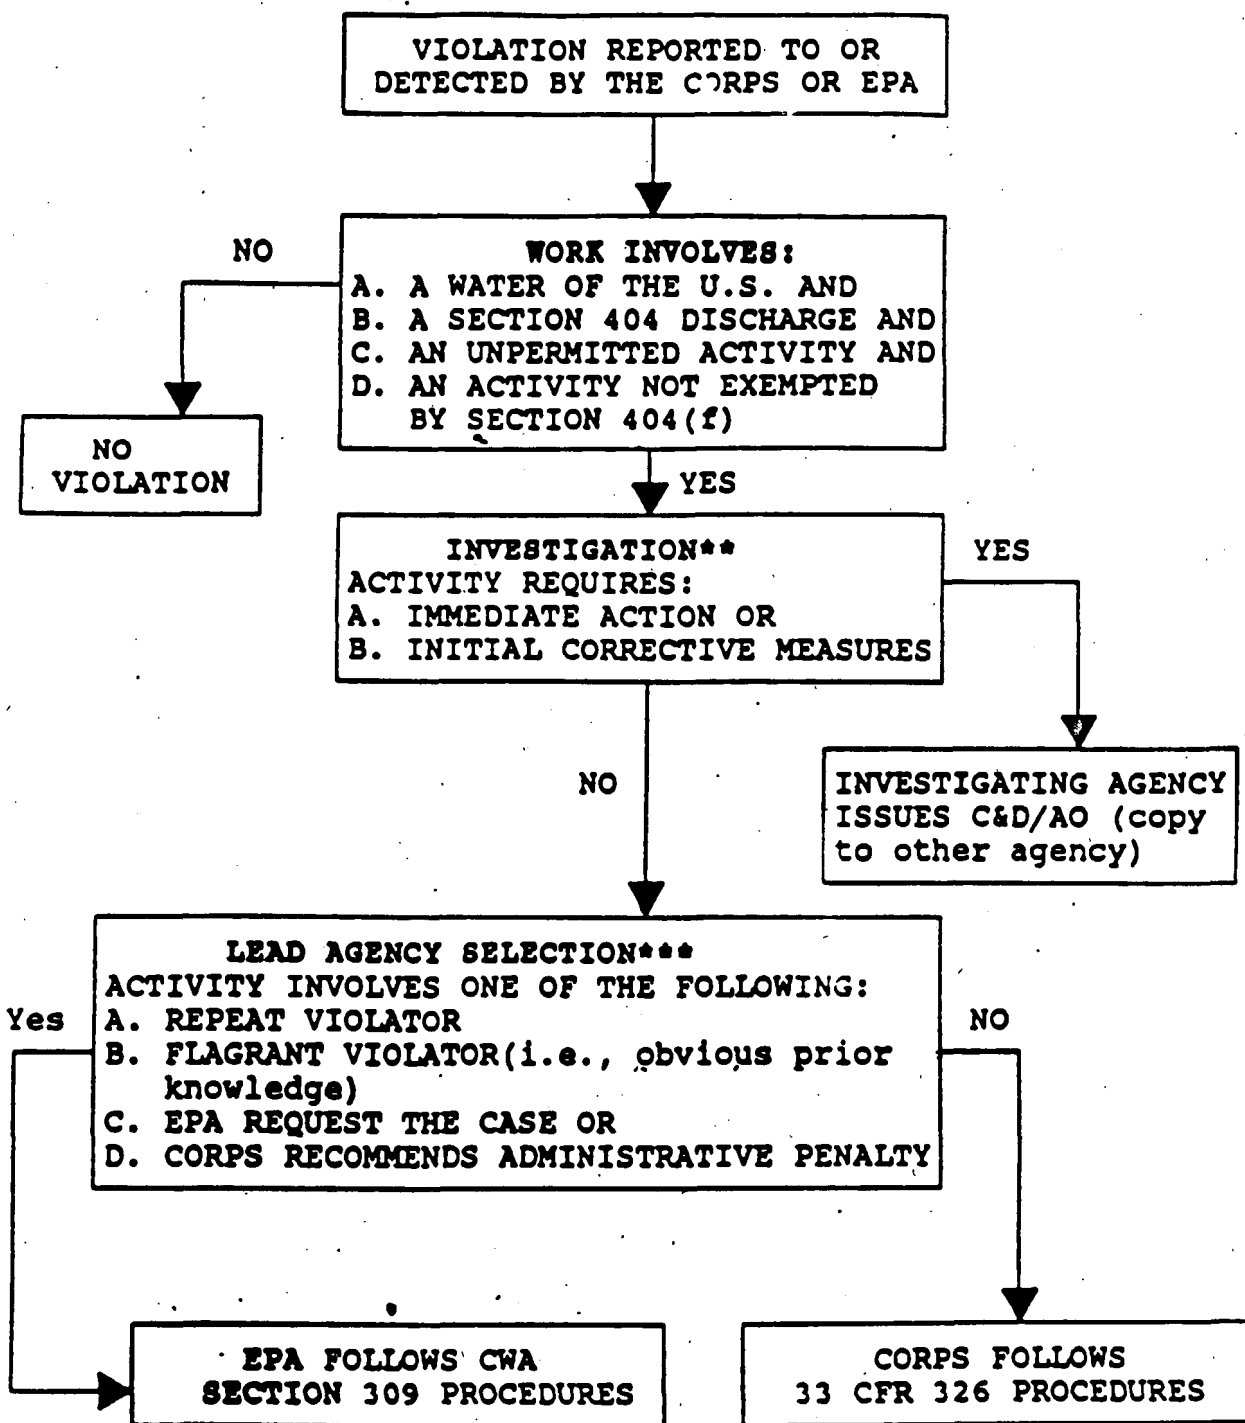 VIOLATION REPORTED TO OR
DETECTED BY THE CORPS OR EPA
NO
WORK INVOLVES:
A. A WATER OF THE U.S. AND
B. A SECTION 404 DISCHARGE AND
C. AN UNPERMITTED ACTIVITY AND
D. AN ACTIVITY NOT EXEMPTED
BY SECTION 404(f)
NO
VIOLATION
YES
INVESTIGATION**
ACTIVITY REQUIRES:
A. IMMEDIATE ACTION OR
B. INITIAL CORRECTIVE MEASURES
YES
NO
INVESTIGATING AGENCY
ISSUES C&D/AO (copy
to other agency)
LEAD AGENCY SELECTION***
ACTIVITY INVOLVES ONE OF THE FOLLOWING:
Yes
A. REPEAT VIOLATOR
B. FLAGRANT VIOLATOR(i.e., obvious prior
knowledge)
C. EPA REQUEST THE CASE OR
D. CORPS RECOMMENDS ADMINISTRATIVE PENALTY
NO
EPA FOLLOWS CWA
SECTION 309 PROCEDURES
CORPS FOLLOWS
33 CFR 326 PROCEDURES